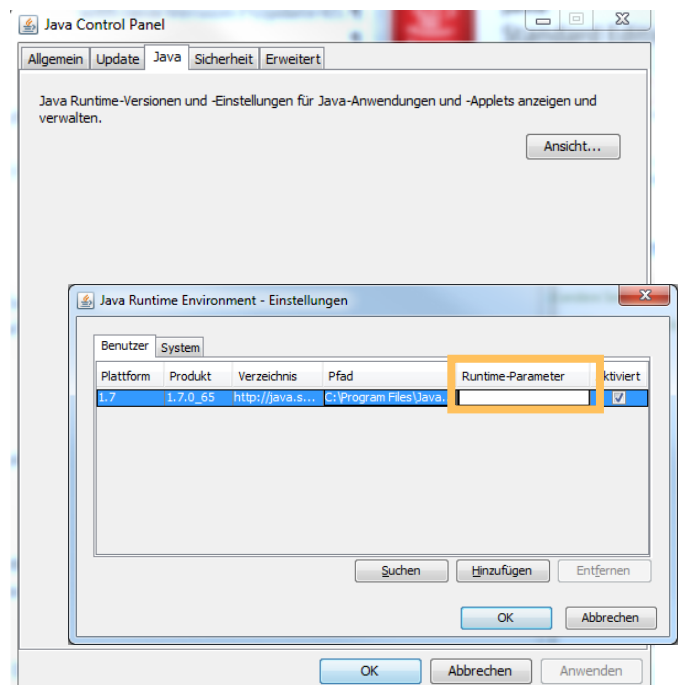 Java Control Panel
Allgemein Update Java Sicherheit Erweitert
Java Runtime-Versionen und -Einstellungen für Java-Anwendungen und -Applets anzeigen und
verwalten.
Ansicht...
Java Runtime Environment - Einstellungen
Benutzer System
Plattform Produkt Verzeichnis Pfad Runtime-Parameter ktiviert
1.7 1.7.0_65 http://java.s... C:\Program Files\Java.
Suchen Hinzufügen Entfernen
OK Abbrechen
OK Abbrechen Anwenden